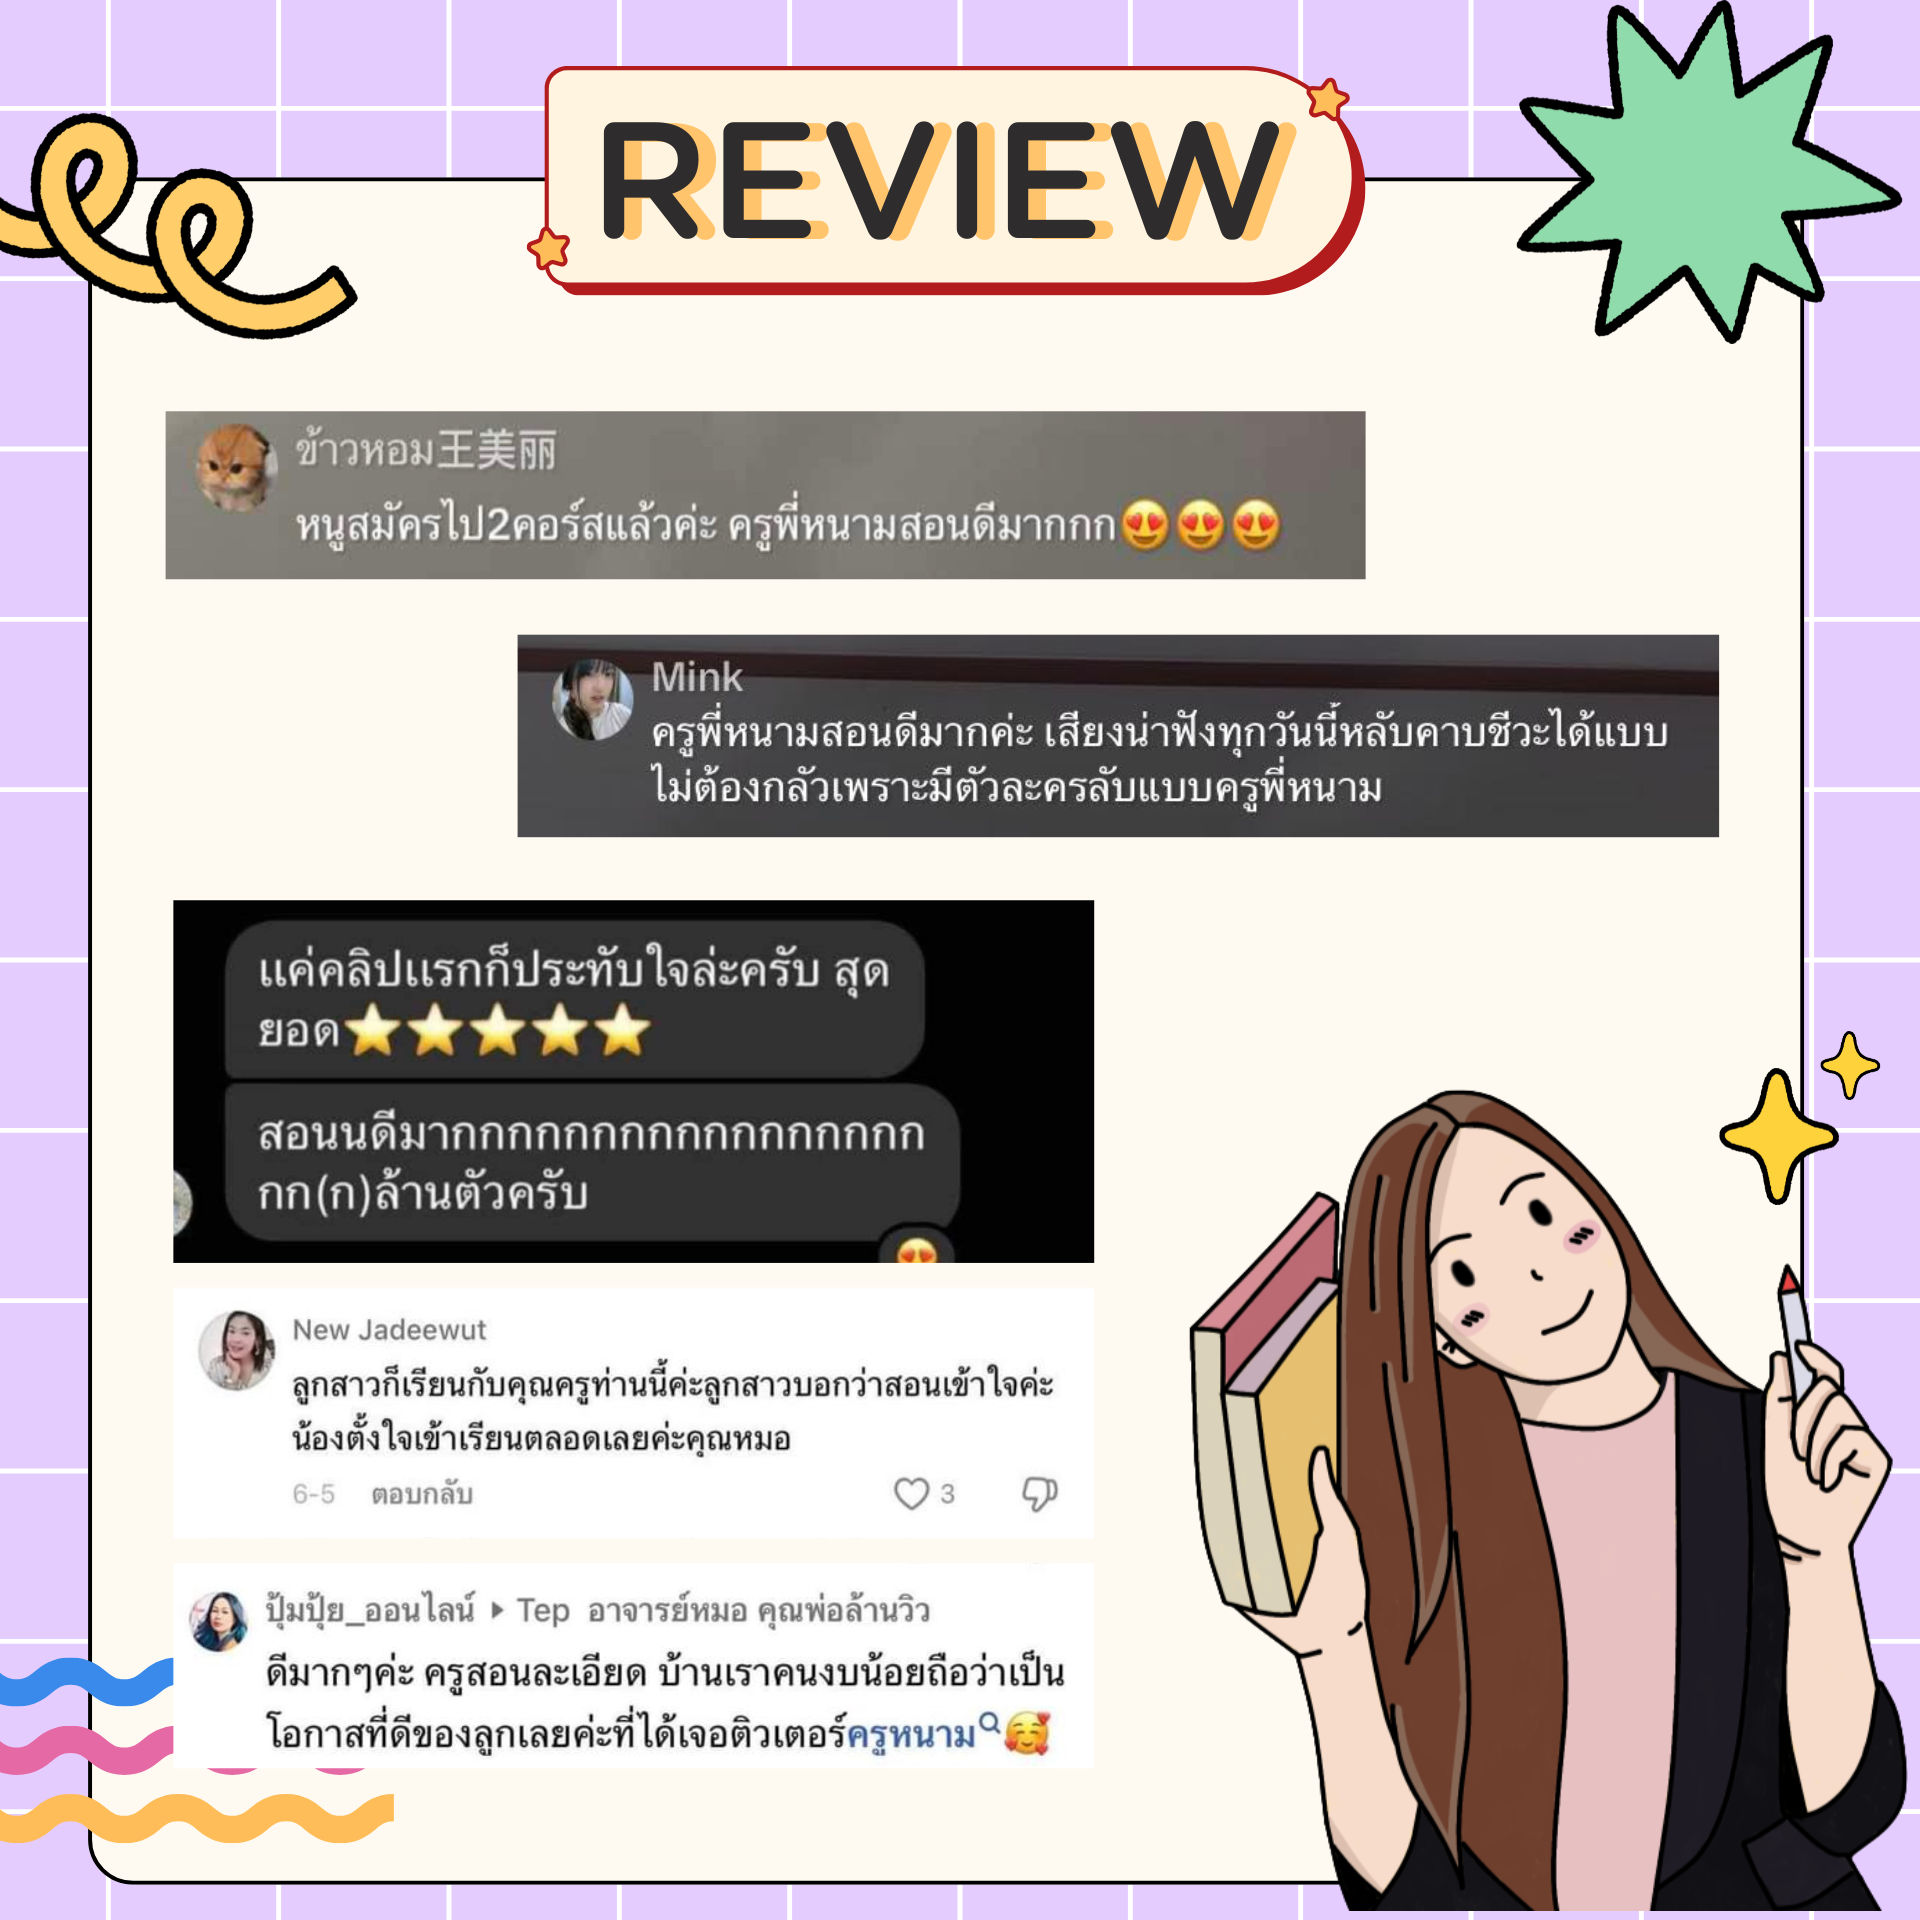 REVIEW
ข้าวหอม王美丽
หนูสมัครไป2คอร์สแล้วค่ะ ครูพี่หนามสอนดีมากกก😍😍😍
Mink
ครูพี่หนามสอนดีมากค่ะ เสียงน่าฟังทุกวันนี้หลับคาบชีวะได้แบบ
ไม่ต้องกลัวเพราะมีตัวละครลับแบบครูพี่หนาม
แค่คลิปแรกก็ประทับใจล่ะครับ สุด
ยอด⭐⭐⭐⭐⭐
สอนนดีมากกกกกกกกกกกกกกกกก
กก(ก)ล้านตัวครับ
New Jadeewut
ลูกสาวก็เรียนกับคุณครูท่านนี้ค่ะลูกสาวบอกว่าสอนเข้าใจค่ะ
น้องตั้งใจเข้าเรียนตลอดเลยค่ะคุณหมอ
6-5 ตอบกลับ 3
ปุ้มปุ้ย_ออนไลน์ ▸ Tep อาจารย์หมอ คุณพ่อล้านวิว
ดีมากๆค่ะ ครูสอนละเอียด บ้านเราคนงบน้อยถือว่าเป็น
โอกาสที่ดีของลูกเลยค่ะที่ได้เจอติวเตอร์ครูหนาม🥰